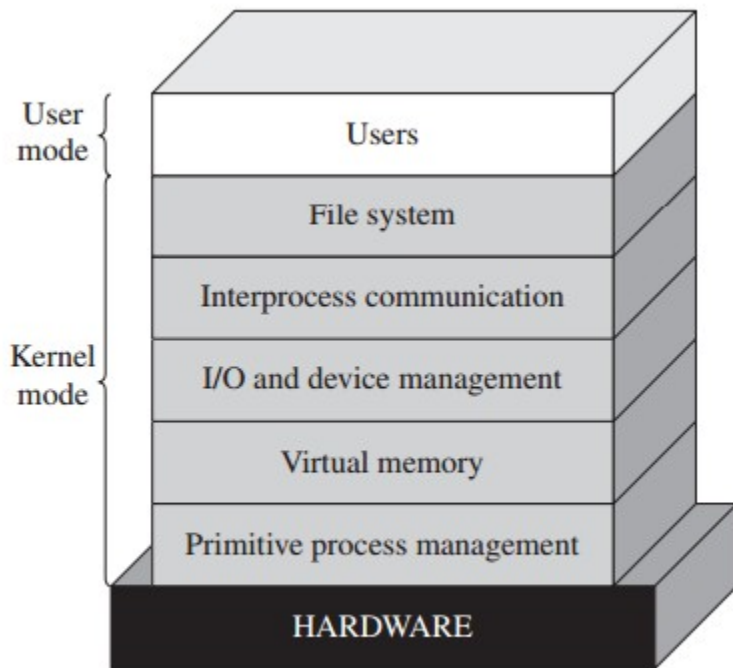 User
mode
Users
File system
Interprocess communication
Kernel
mode
I/O and device management
Virtual memory
Primitive process management
HARDWARE